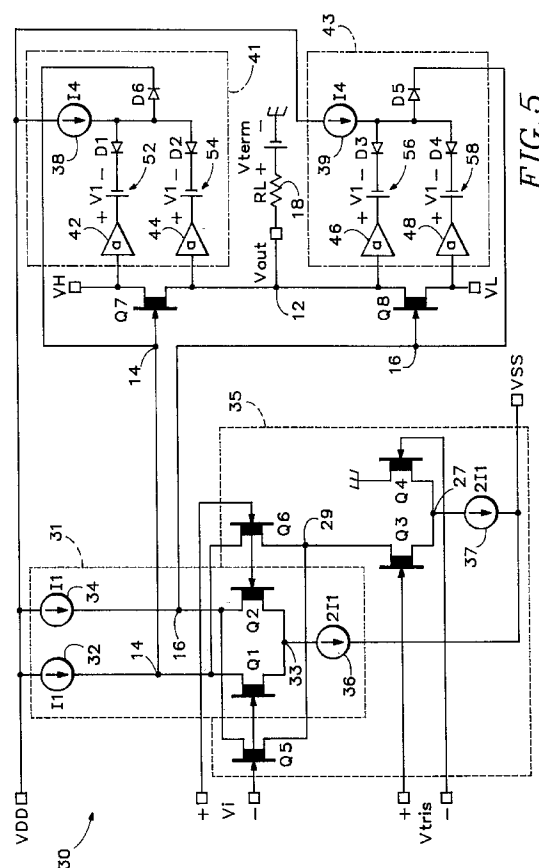 30
VDD
+
Vi
-
+
Vtris
-
31
I1
32
I1
34
14
16
Q1
Q2
Q5
Q6
33
29
2I1
36
35
Q3
Q4
27
2I1
37
VSS
14
16
VH
Q7
Vout
12
Q8
VL
RL
18
+ Vterm -
I4
38
D6
41
D1
D2
+ V1 -
52
+ V1 -
54
42
a
44
a
I4
39
D5
43
D3
D4
+ V1 -
56
+ V1 -
58
46
a
48
a
FIG. 5